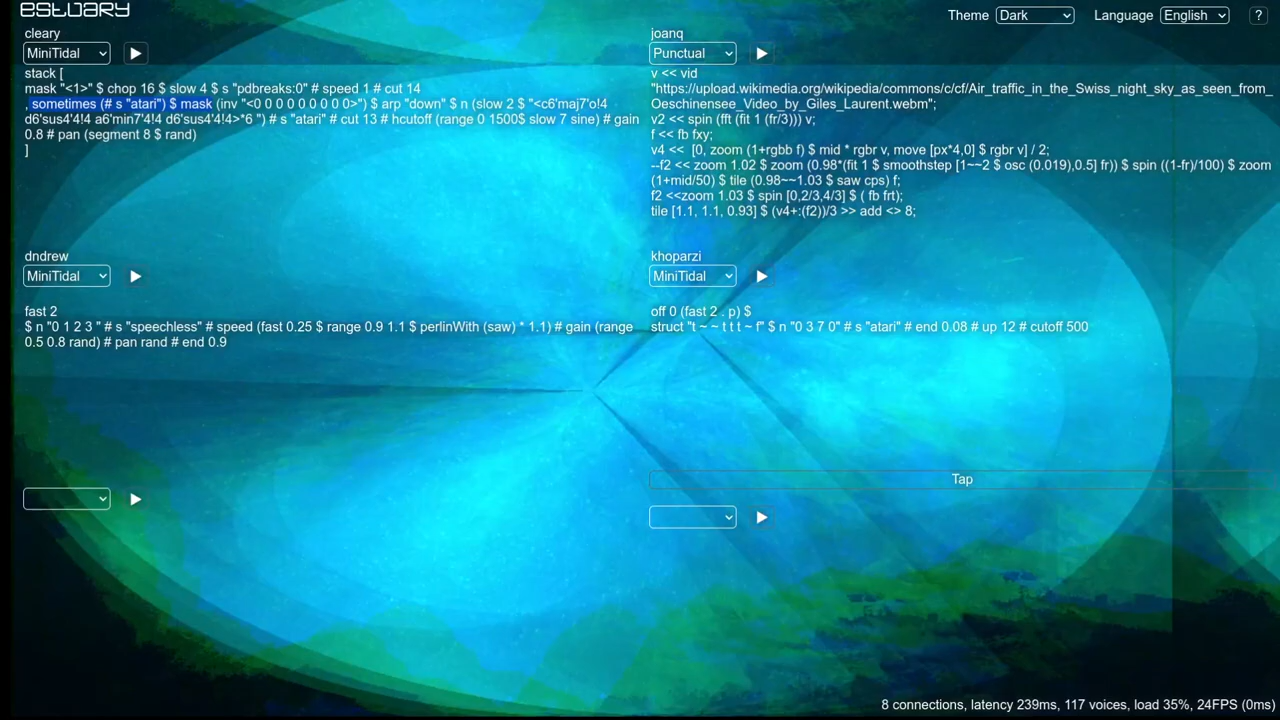 estuary
Theme Dark Language English ?
cleary
MiniTidal
stack [
mask "<1>" $ chop 16 $ slow 4 $ s "pdbreaks:0" # speed 1 # cut 14
, sometimes (# s "atari") $ mask (inv "<0 0 0 0 0 0 0 0 0>") $ arp "down" $ n (slow 2 $ "<c6'maj7'o!4
d6'sus4'4!4 a6'min7'4!4 d6'sus4'4!4>*6 ") # s "atari" # cut 13 # hcutoff (range 0 1500$ slow 7 sine) # gain
0.8 # pan (segment 8 $ rand)
]
joanq
Punctual
v << vid
"https://upload.wikimedia.org/wikipedia/commons/c/cf/Air_traffic_in_the_Swiss_night_sky_as_seen_from_
Oeschinensee_Video_by_Giles_Laurent.webm";
v2 << spin (fft (fit 1 (fr/3))) v;
f << fb fxy;
v4 << [0, zoom (1+rgbb f) $ mid * rgbr v, move [px*4,0] $ rgbr v] / 2;
--f2 << zoom 1.02 $ zoom (0.98*(fit 1 $ smoothstep [1~~2 $ osc (0.019),0.5] fr)) $ spin ((1-fr)/100) $ zoom
(1+mid/50) $ tile (0.98~~1.03 $ saw cps) f;
f2 <<zoom 1.03 $ spin [0,2/3,4/3] $ ( fb frt);
tile [1.1, 1.1, 0.93] $ (v4+:(f2))/3 >> add <> 8;
dndrew
MiniTidal
fast 2
$ n "0 1 2 3 " # s "speechless" # speed (fast 0.25 $ range 0.9 1.1 $ perlinWith (saw) * 1.1) # gain (range
0.5 0.8 rand) # pan rand # end 0.9
khoparzi
MiniTidal
off 0 (fast 2 . p) $
struct "t ~ ~ t t t ~ f" $ n "0 3 7 0" # s "atari" # end 0.08 # up 12 # cutoff 500
Tap
8 connections, latency 239ms, 117 voices, load 35%, 24FPS (0ms)